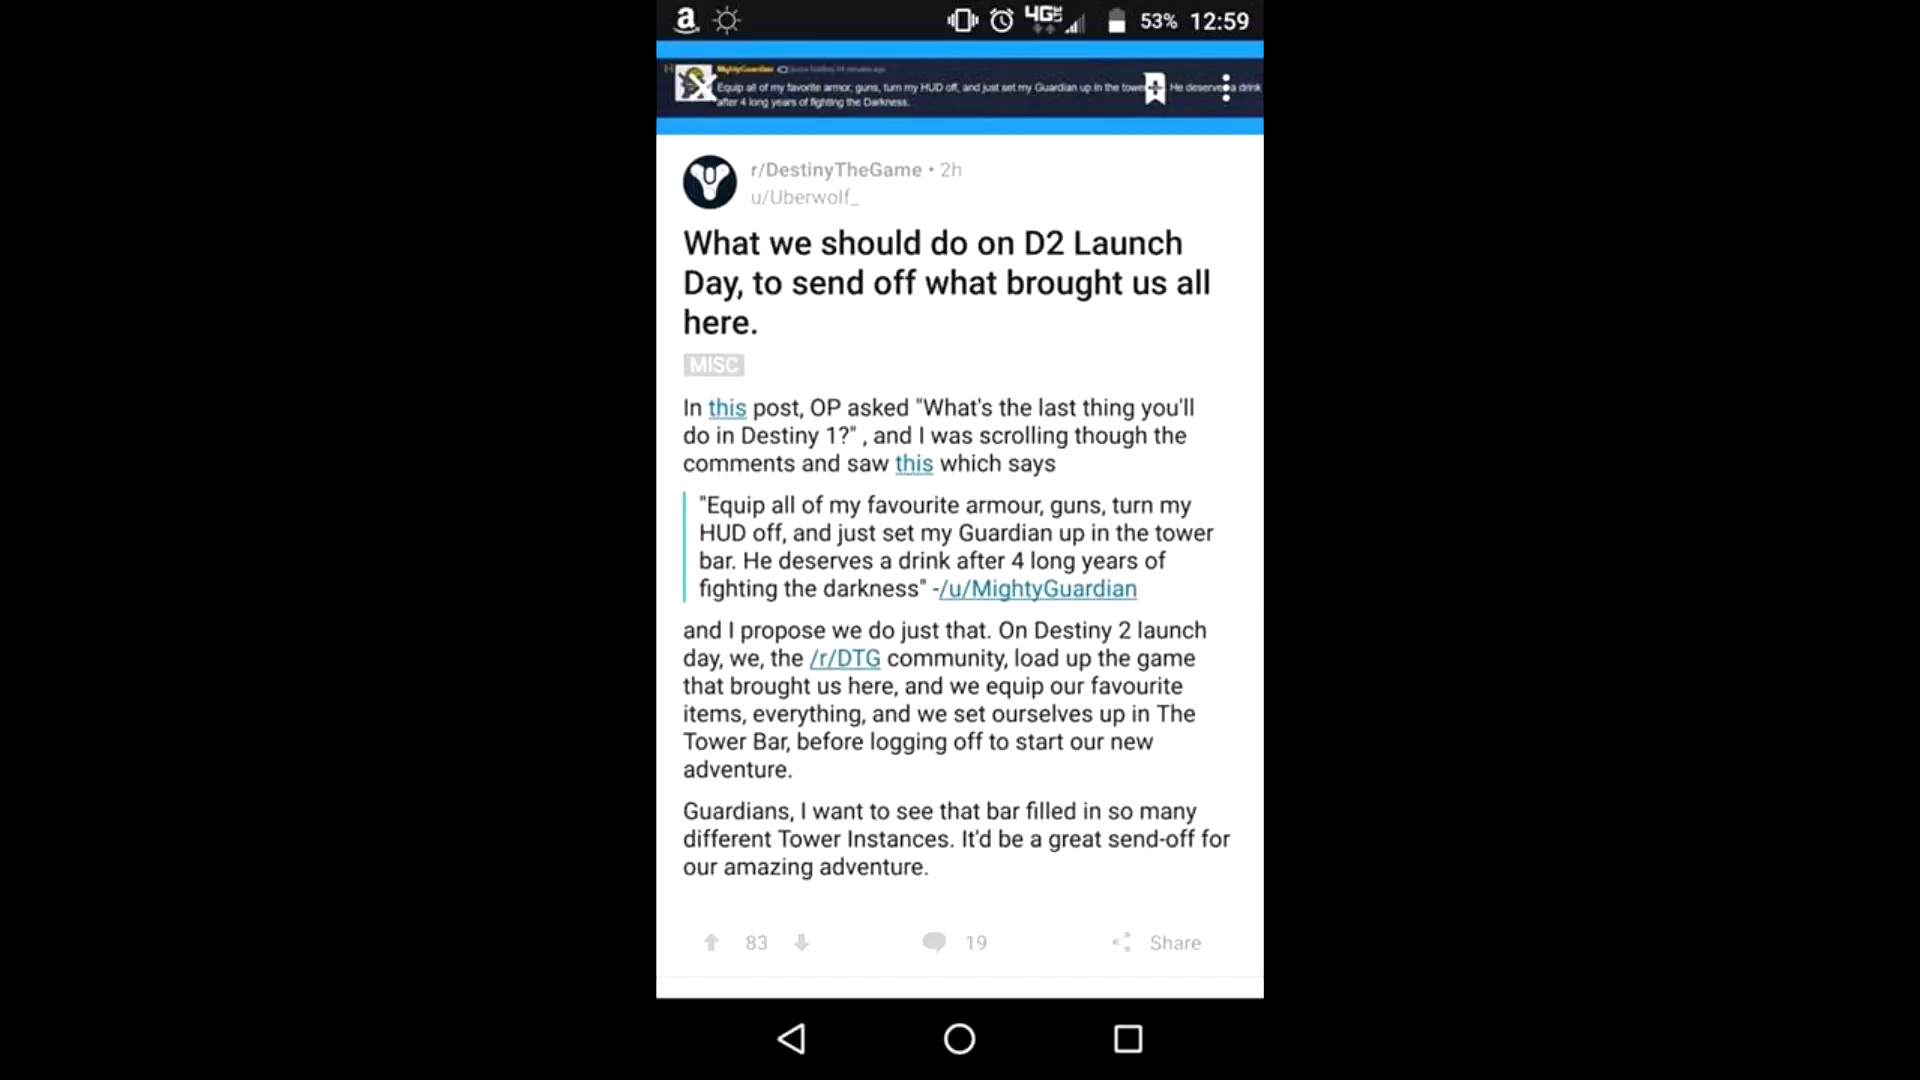 a 4G LTE 53% 12:59
MightyGuardian
Equip all of my favorite armor, guns, turn my HUD off, and just set my Guardian up in the tower He deserves a drink
after 4 long years of fighting the Darkness.
r/DestinyTheGame • 2h
u/Uberwolf_
What we should do on D2 Launch
Day, to send off what brought us all
here.
MISC
In this post, OP asked "What's the last thing you'll
do in Destiny 1?" , and I was scrolling though the
comments and saw this which says
"Equip all of my favourite armour, guns, turn my
HUD off, and just set my Guardian up in the tower
bar. He deserves a drink after 4 long years of
fighting the darkness" -/u/MightyGuardian
and I propose we do just that. On Destiny 2 launch
day, we, the /r/DTG community, load up the game
that brought us here, and we equip our favourite
items, everything, and we set ourselves up in The
Tower Bar, before logging off to start our new
adventure.
Guardians, I want to see that bar filled in so many
different Tower Instances. It'd be a great send-off for
our amazing adventure.
83 19 Share